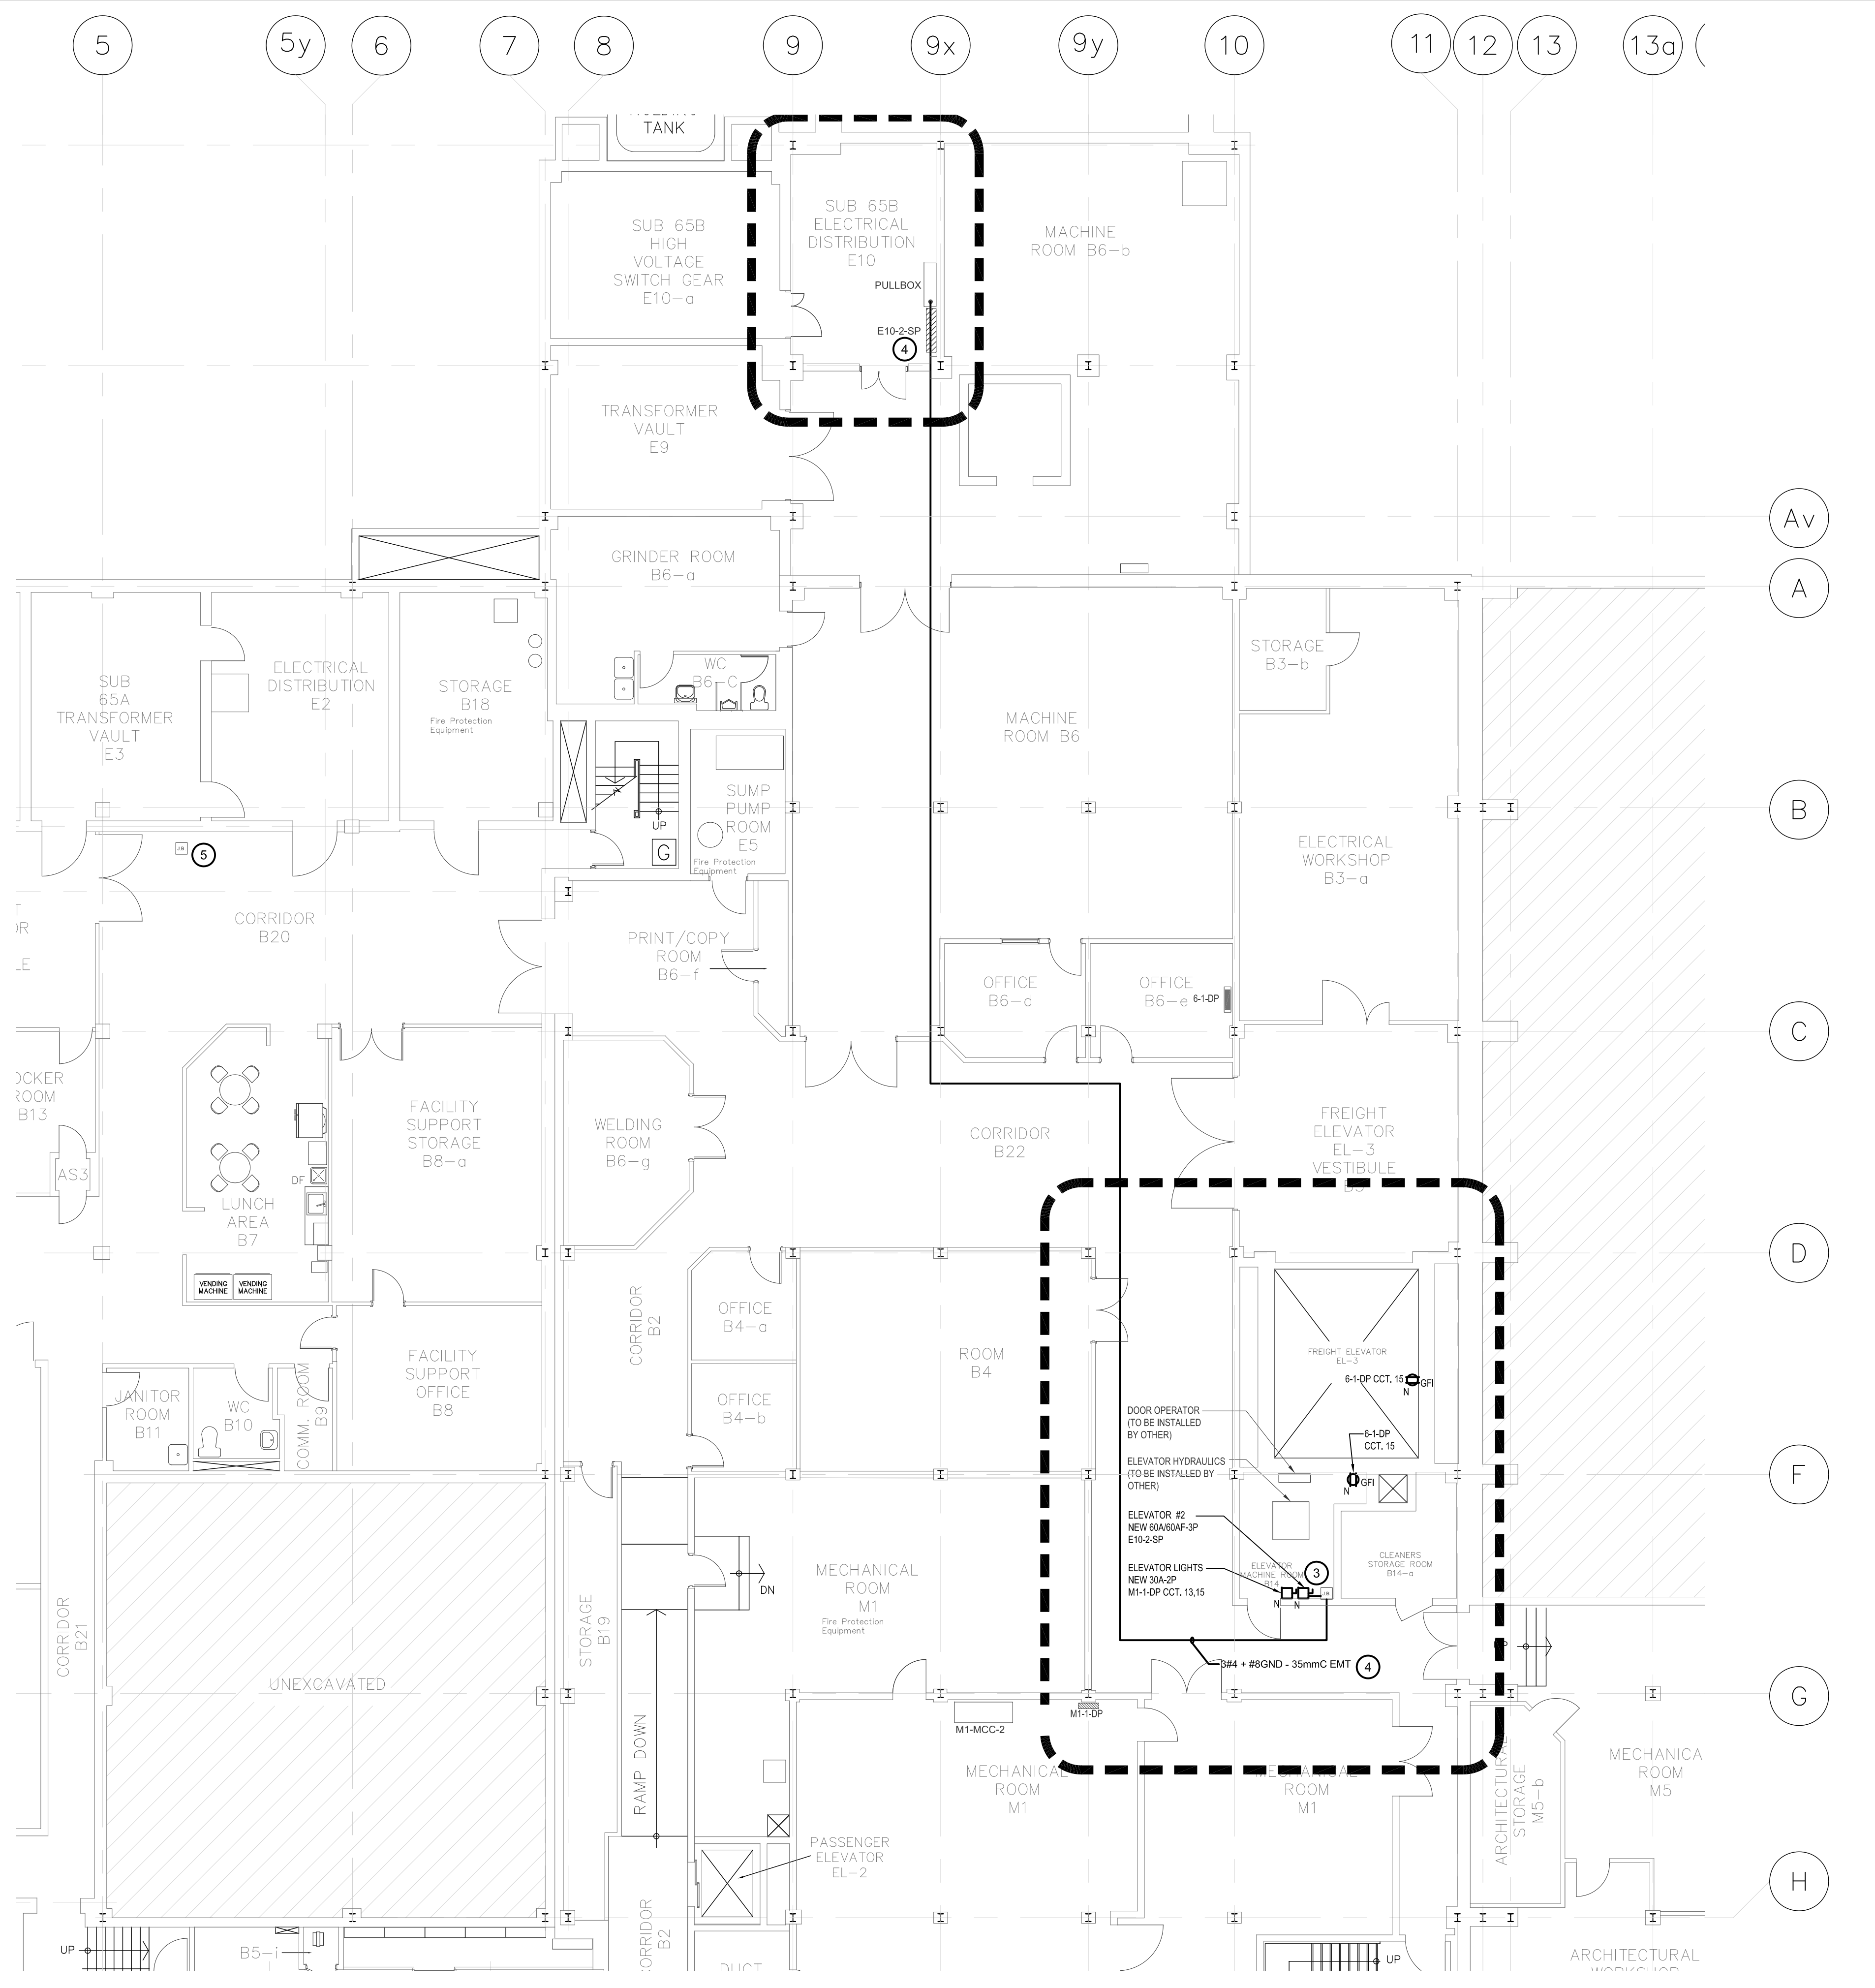 5
5y
6
7
8
9
9x
9y
10
11
12
13
13a
TANK
SUB 65B
HIGH
VOLTAGE
SWITCH GEAR
E10-a
SUB 65B
ELECTRICAL
DISTRIBUTION
E10
PULLBOX
E10-2-SP
4
MACHINE
ROOM B6-b
TRANSFORMER
VAULT
E9
Av
A
GRINDER ROOM
B6-a
WC
B6-C
SUB
65A
TRANSFORMER
VAULT
E3
ELECTRICAL
DISTRIBUTION
E2
STORAGE
B18
Fire Protection
Equipment
STORAGE
B3-b
MACHINE
ROOM B6
SUMP
PUMP
ROOM
E5
Fire Protection
Equipment
UP
G
B
J.B.
5
ELECTRICAL
WORKSHOP
B3-a
CORRIDOR
B20
PRINT/COPY
ROOM
B6-f
OFFICE
B6-d
OFFICE
B6-e
6-1-DP
C
OCKER
ROOM
B13
AS3
FACILITY
SUPPORT
STORAGE
B8-a
WELDING
ROOM
B6-g
CORRIDOR
B22
FREIGHT
ELEVATOR
EL-3
VESTIBULE
DF
LUNCH
AREA
B7
VENDING
MACHINE
VENDING
MACHINE
D
CORRIDOR
B2
OFFICE
B4-a
OFFICE
B4-b
ROOM
B4
FREIGHT ELEVATOR
EL-3
6-1-DP CCT. 15
GFI
N
FACILITY
SUPPORT
OFFICE
B8
JANITOR
ROOM
B11
WC
B10
COMM. ROOM
B9
DOOR OPERATOR
(TO BE INSTALLED
BY OTHER)
6-1-DP
CCT. 15
GFI
N
ELEVATOR HYDRAULICS
(TO BE INSTALLED BY
OTHER)
F
ELEVATOR #2
NEW 60A/60AF-3P
E10-2-SP
ELEVATOR LIGHTS
NEW 30A-2P
M1-1-DP CCT. 13,15
ELEVATOR
MACHINE ROOM
B14
3
J.B.
N
N
CLEANERS
STORAGE ROOM
B14-a
MECHANICAL
ROOM
M1
Fire Protection
Equipment
DN
STORAGE
B19
CORRIDOR
B21
UNEXCAVATED
3#4 + #8GND - 35mmC EMT
4
G
M1-MCC-2
M1-1-DP
RAMP DOWN
MECHANICAL
ROOM
M1
MECHANICAL
ROOM
M1
ARCHITECTURAL
STORAGE
M5-b
MECHANICA
ROOM
M5
PASSENGER
ELEVATOR
EL-2
H
CORRIDOR
B2
UP
B5-i
DUCT
UP
ARCHITECTURAL